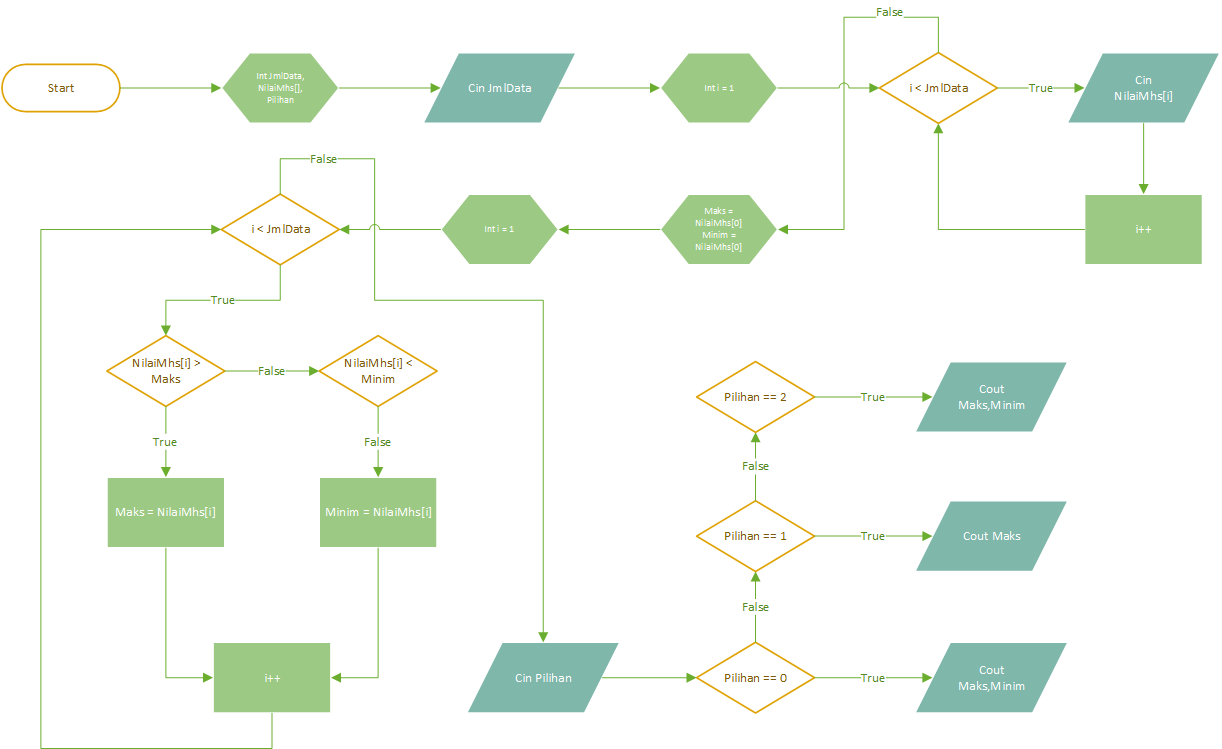 False
Start
Int JmlData,
NilaiMhs[],
Pilihan
Cin JmlData
Int i = 1
i < JmlData
True
Cin
NilaiMhs[i]
False
i < JmlData
Int i = 1
Maks =
NilaiMhs[0]
Minim =
NilaiMhs[0]
i++
True
NilaiMhs[i] >
Maks
False
NilaiMhs[i] <
Minim
True
False
Maks = NilaiMhs[i]
Minim = NilaiMhs[i]
i++
Pilihan == 2
True
Cout
Maks,Minim
False
Pilihan == 1
True
Cout Maks
False
Cin Pilihan
Pilihan == 0
True
Cout
Maks,Minim